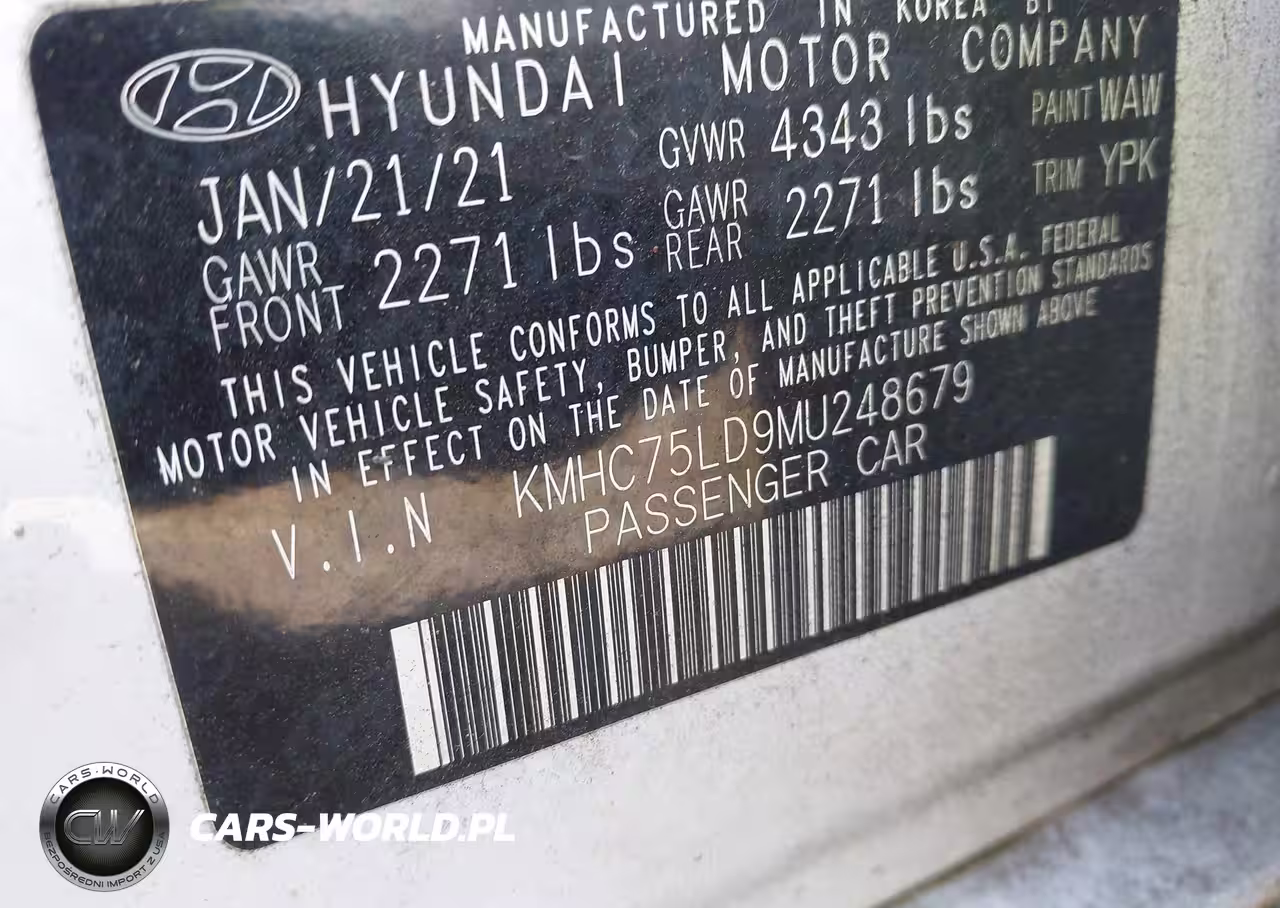 MANUFACTURED IN KOREA BY
HYUNDAI MOTOR COMPANY
JAN/21/21 GVWR 4343 lbs PAINT WAW
GAWR FRONT 2271 lbs GAWR REAR 2271 lbs TRIM YPK
THIS VEHICLE CONFORMS TO ALL APPLICABLE U.S.A. FEDERAL
MOTOR VEHICLE SAFETY, BUMPER, AND THEFT PREVENTION STANDARDS
IN EFFECT ON THE DATE OF MANUFACTURE SHOWN ABOVE
V.I.N KMHC75LD9MU248679
PASSENGER CAR
CARS-WORLD
CW
BEZPOŚREDNI IMPORT Z USA
CARS-WORLD.PL